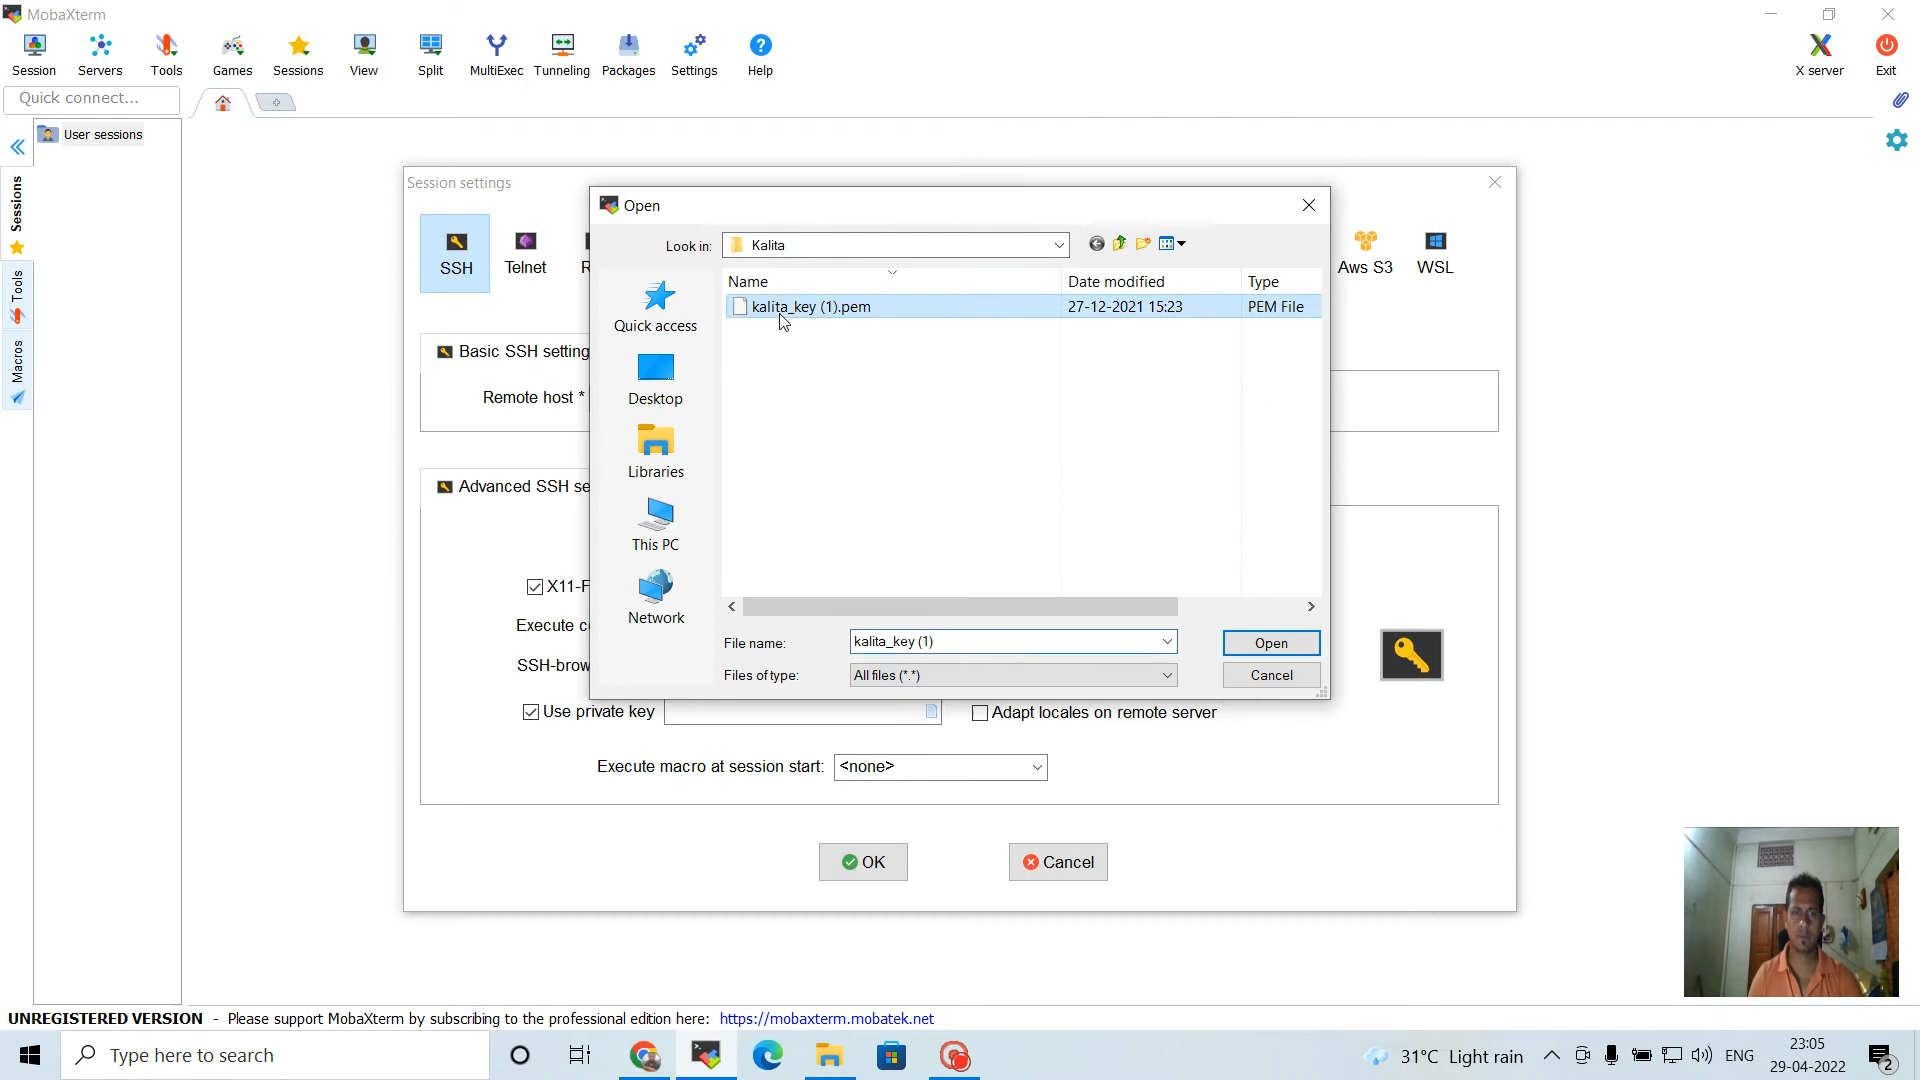 MobaXterm
Session
Servers
Tools
Games
Sessions
View
Split
MultiExec
Tunneling
Packages
Settings
Help
X server
Exit
Quick connect...
User sessions
Sessions
Tools
Macros
Session settings
SSH
Telnet
R
Aws S3
WSL
Basic SSH setting
Remote host *
Advanced SSH se
X11-F
Execute c
SSH-brow
Use private key
Adapt locales on remote server
Execute macro at session start: <none>
OK
Cancel
Open
Look in: Kalita
Quick access
Desktop
Libraries
This PC
Network
Name Date modified Type
kalita_key (1).pem 27-12-2021 15:23 PEM File
File name: kalita_key (1)
Open
Files of type: All files (*.*)
Cancel
UNREGISTERED VERSION - Please support MobaXterm by subscribing to the professional edition here: https://mobaxterm.mobatek.net
Type here to search
31°C Light rain
ENG
23:05
29-04-2022
2